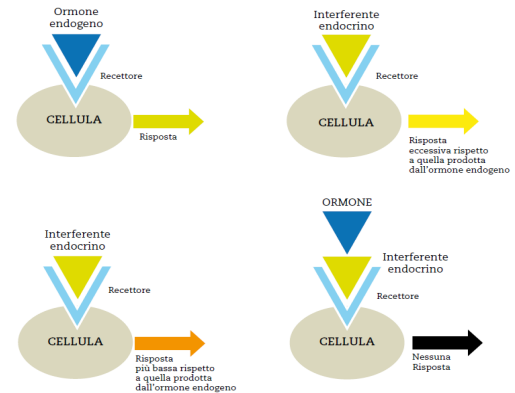 Ormone
endogeno
Recettore
CELLULA
Risposta
Interferente
endocrino
Recettore
CELLULA
Risposta
eccessiva rispetto
a quella prodotta
dall'ormone endogeno
Interferente
endocrino
Recettore
CELLULA
Risposta
più bassa rispetto
a quella prodotta
dall'ormone endogeno
ORMONE
Interferente
endocrino
Recettore
CELLULA
Nessuna
Risposta